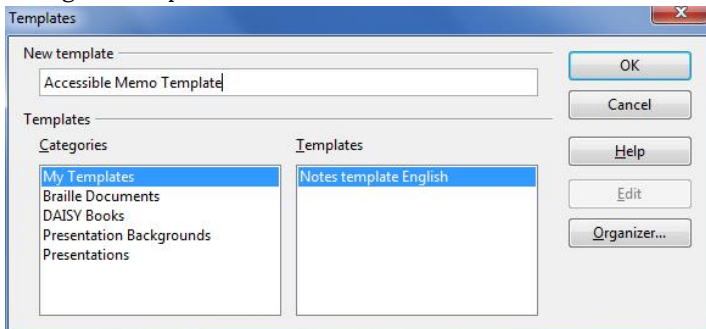 Templates
New template
Accessible Memo Template
Templates
Categories
Templates
My Templates
Braille Documents
DAISY Books
Presentation Backgrounds
Presentations
Notes template English
OK
Cancel
Help
Edit
Organizer...